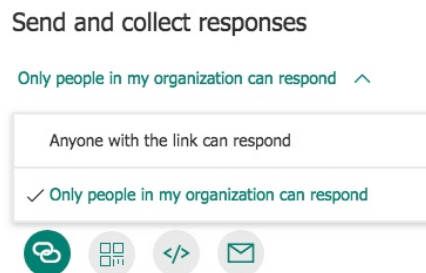 Send and collect responses
Only people in my organization can respond
Anyone with the link can respond
Only people in my organization can respond